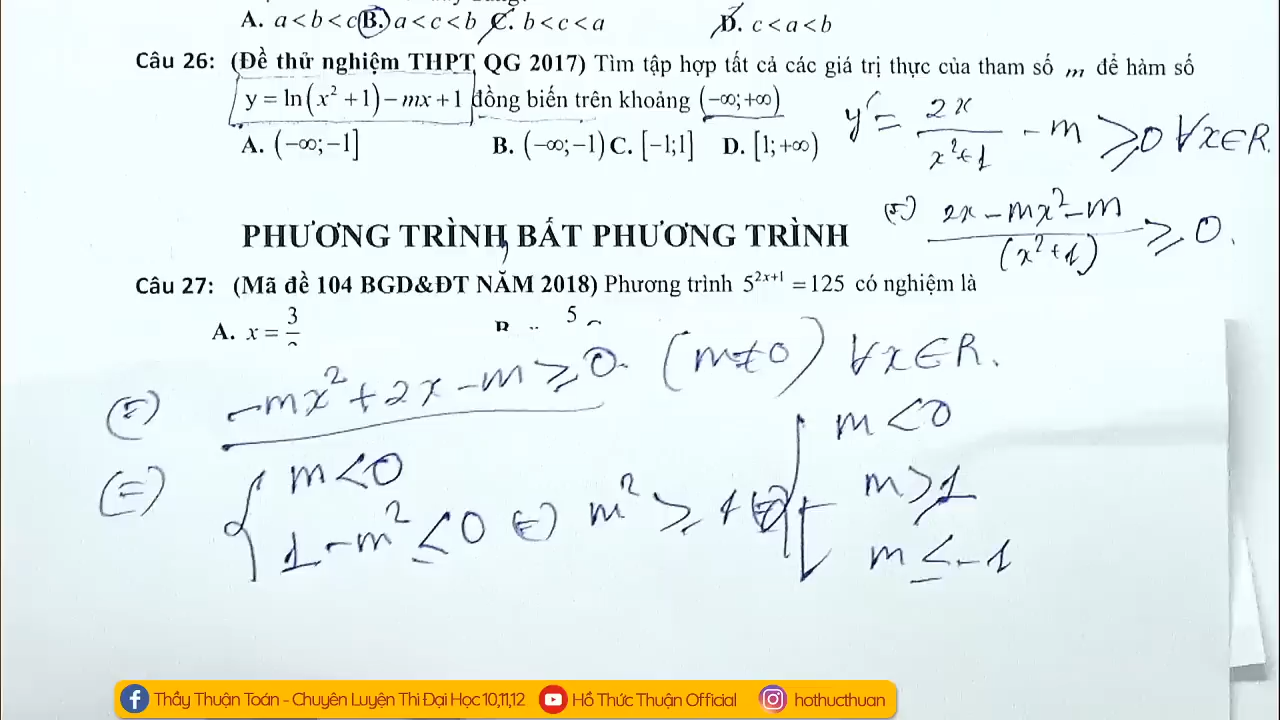 A. a < b < c B. a < c < b C. b < c < a D. c < a < b
Câu 26: (Đề thử nghiệm THPT QG 2017) Tìm tập hợp tất cả các giá trị thực của tham số m để hàm số
y = ln(x² + 1) − mx + 1 đồng biến trên khoảng (−∞; +∞)
A. (−∞; −1] B. (−∞; −1) C. [−1;1] D. [1; +∞)
y' = 2x / (x² + 1) − m ≥ 0 ∀x∈R.
(2x − mx² − m) / (x² + 1) ≥ 0.
PHƯƠNG TRÌNH, BẤT PHƯƠNG TRÌNH
Câu 27: (Mã đề 104 BGD&ĐT NĂM 2018) Phương trình 5^(2x+1) = 125 có nghiệm là
A. x = 3
5
−mx² + 2x − m ≥ 0. (m ≠ 0) ∀x∈R.
(=) { m < 0
1 − m² ≤ 0 (=) m² ≥ 1 (=)
m < 0
m ≥ 1
m ≤ −1
Thầy Thuận Toán - Chuyên Luyện Thi Đại Học 10,11,12 Hồ Thức Thuận Official hothucthuan